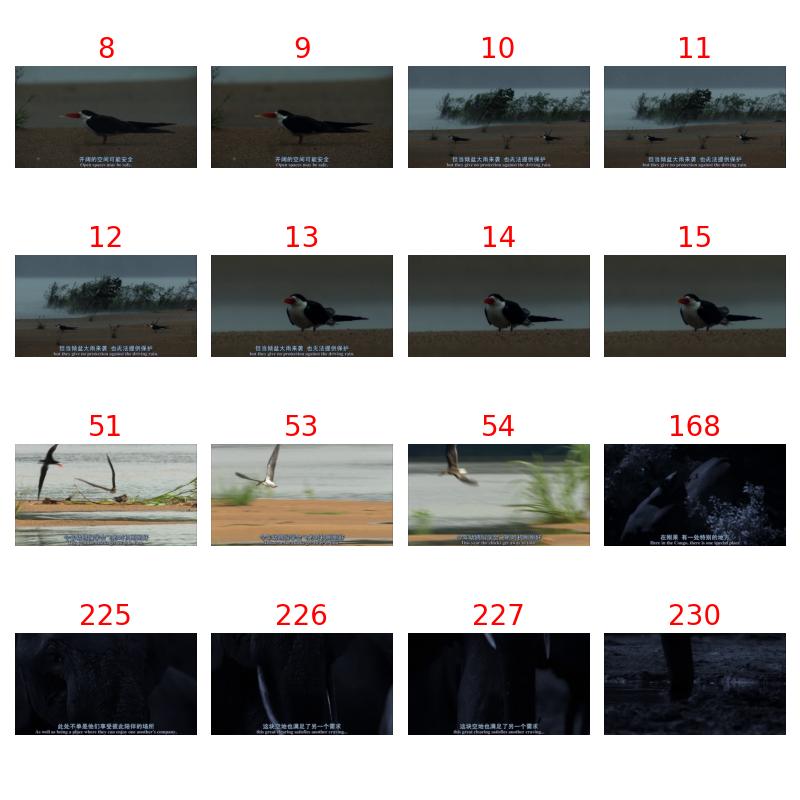 8
9
10
11
开阔的空间可能安全
Open spaces may be safe,
开阔的空间可能安全
Open spaces may be safe,
但当倾盆大雨来袭 也无法提供保护
but they give no protection against the driving rain.
但当倾盆大雨来袭 也无法提供保护
but they give no protection against the driving rain.
12
13
14
15
但当倾盆大雨来袭 也无法提供保护
but they give no protection against the driving rain.
但当倾盆大雨来袭 也无法提供保护
but they give no protection against the driving rain.
51
53
54
168
This year the chicks get away
在刚果 有一处特别的地方
Here in the Congo, there is one special place
225
226
227
230
此处不单是他们享受彼此陪伴的场所
As well as being a place where they can enjoy one another's company,
这块空地也满足了另一个需求
this great clearing satisfies another craving...
这块空地也满足了另一个需求
this great clearing satisfies another craving...